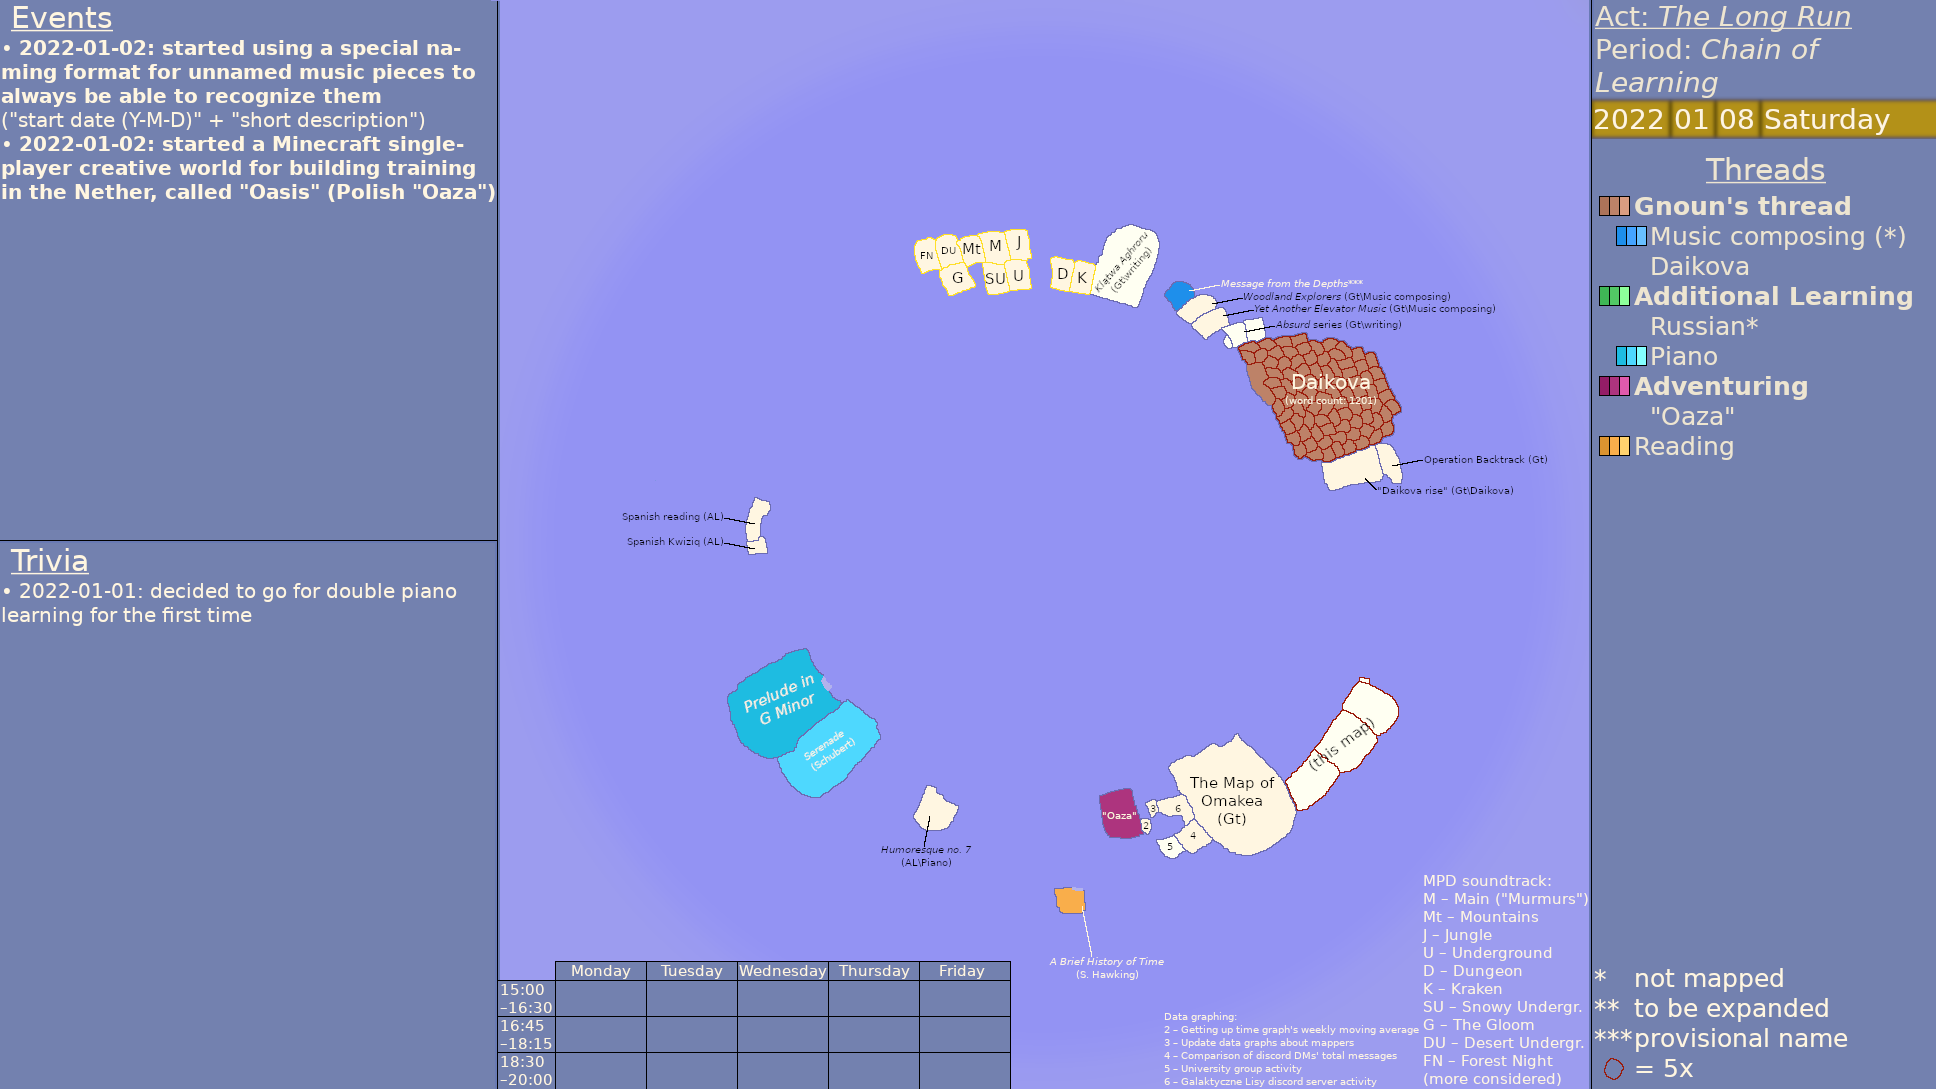 Events
• 2022-01-02: started using a special na-
ming format for unnamed music pieces to
always be able to recognize them
("start date (Y-M-D)" + "short description")
• 2022-01-02: started a Minecraft single-
player creative world for building training
in the Nether, called "Oasis" (Polish "Oaza")
Trivia
• 2022-01-01: decided to go for double piano
learning for the first time
FN
DU
Mt
M
J
G
SU
U
D
K
Klątwa Aghroru
(Gt\writing)
Message from the Depths***
Woodland Explorers (Gt\Music composing)
Yet Another Elevator Music (Gt\Music composing)
Absurd series (Gt\writing)
Daikova
(word count: 1201)
Operation Backtrack (Gt)
"Daikova rise" (Gt\Daikova)
Spanish reading (AL)
Spanish Kwiziq (AL)
Prelude in
G Minor
Serenade
(Schubert)
Humoresque no. 7
(AL\Piano)
(this map)
The Map of
Omakea
(Gt)
"Oaza"
3
6
2
4
5
A Brief History of Time
(S. Hawking)
Monday Tuesday Wednesday Thursday Friday
15:00
–16:30
16:45
–18:15
18:30
–20:00
Data graphing:
2 – Getting up time graph's weekly moving average
3 – Update data graphs about mappers
4 – Comparison of discord DMs' total messages
5 – University group activity
6 – Galaktyczne Lisy discord server activity
MPD soundtrack:
M – Main ("Murmurs")
Mt – Mountains
J – Jungle
U – Underground
D – Dungeon
K – Kraken
SU – Snowy Undergr.
G – The Gloom
DU – Desert Undergr.
FN – Forest Night
(more considered)
Act: The Long Run
Period: Chain of
Learning
2022 01 08 Saturday
Threads
Gnoun's thread
Music composing (*)
Daikova
Additional Learning
Russian*
Piano
Adventuring
"Oaza"
Reading
* not mapped
** to be expanded
*** provisional name
= 5x